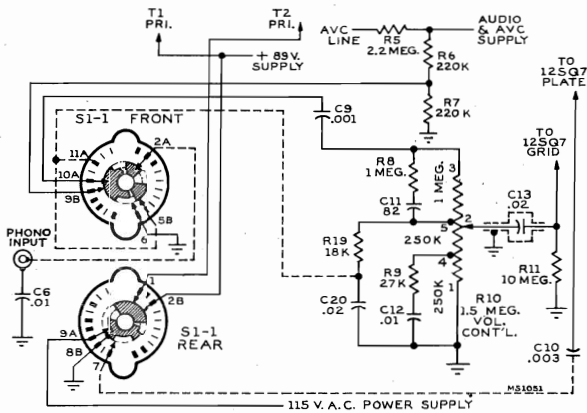 T1
PRI.
T2
PRI.
+ 89 V.
SUPPLY
AVC
LINE
R5
2.2 MEG.
AUDIO
& AVC
SUPPLY
R6
220K
R7
220 K
TO
12SQ7
PLATE
TO
12SQ7
GRID
S1-1 FRONT
11A
2A
10A
9B
5B
6
C9
.001
R8
1 MEG.
C11
82
3
1 MEG.
2
5
250K
4
250K
1
C13
.02
R19
18K
R9
27K
C20
.02
C12
.01
R10
1.5 MEG.
VOL.
CONT'L.
R11
10 MEG.
C10
.003
PHONO
INPUT
C6
.01
1
2B
9A
8B
7
S1-1
REAR
MS1051
115 V. A.C. POWER SUPPLY